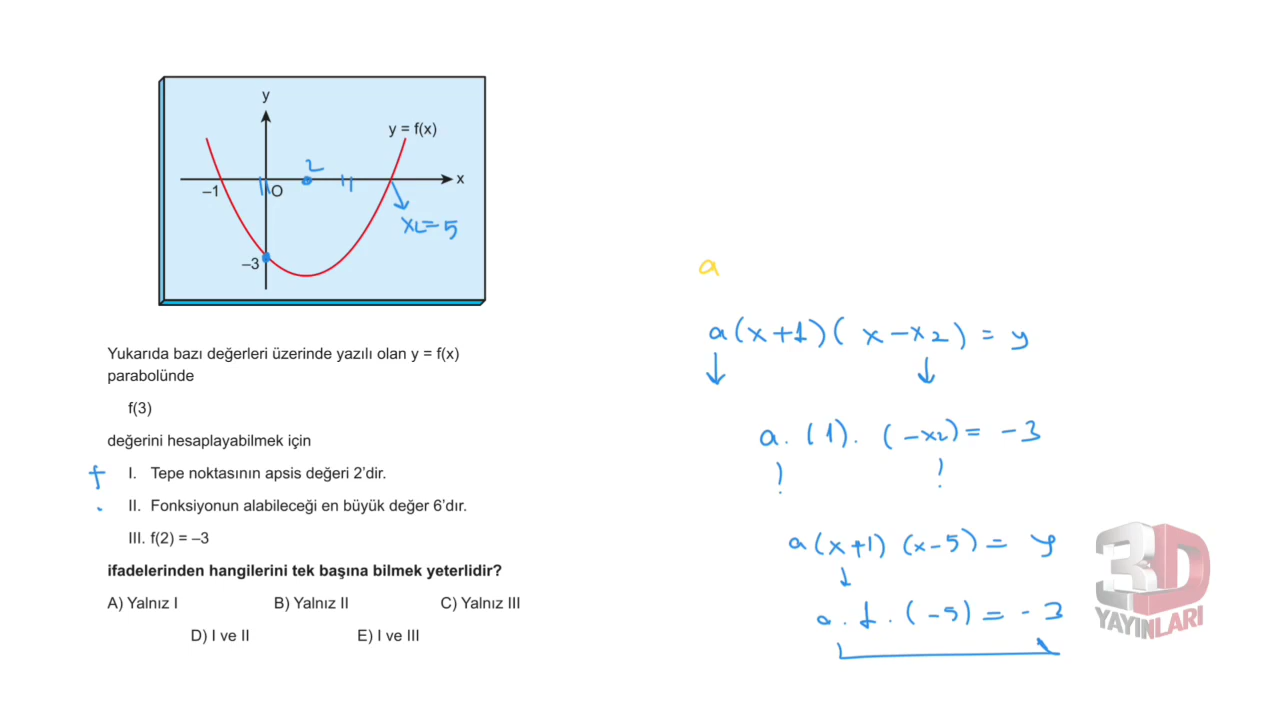 y
y = f(x)
2
x
–1
O
x2 = 5
–3
a
a(x+1)(x–x2) = y
Yukarıda bazı değerleri üzerinde yazılı olan y = f(x)
parabolünde
f(3)
a. (1). (–x2) = –3
değerini hesaplayabilmek için
+ I. Tepe noktasının apsis değeri 2'dir.
! !
. II. Fonksiyonun alabileceği en büyük değer 6'dır.
III. f(2) = –3
a(x+1) (x–5) = y
ifadelerinden hangilerini tek başına bilmek yeterlidir?
A) Yalnız I B) Yalnız II C) Yalnız III
a. 1. (–5) = –3
D) I ve II E) I ve III
3D
YAYINLARI